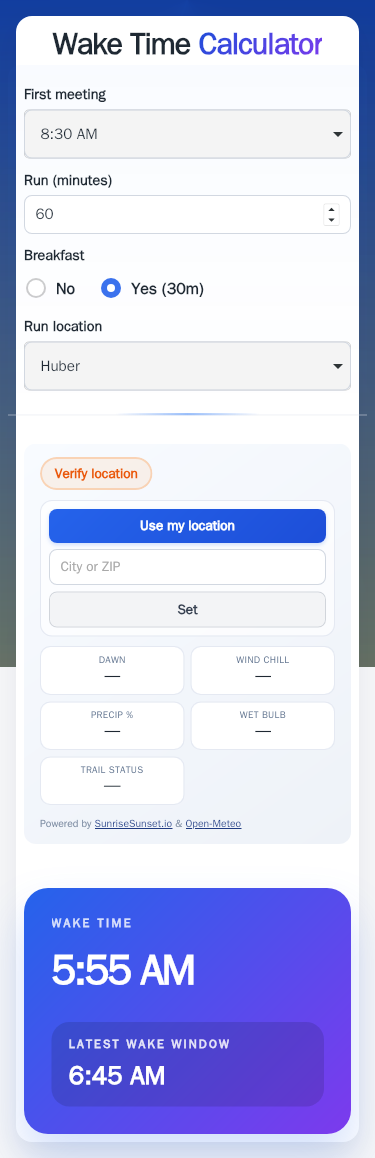 Wake Time Calculator
First meeting
8:30 AM
Run (minutes)
60
Breakfast
No Yes (30m)
Run location
Huber
Verify location
Use my location
City or ZIP
Set
DAWN WIND CHILL
— —
PRECIP % WET BULB
— —
TRAIL STATUS
—
Powered by SunriseSunset.io & Open-Meteo
WAKE TIME
5:55 AM
LATEST WAKE WINDOW
6:45 AM